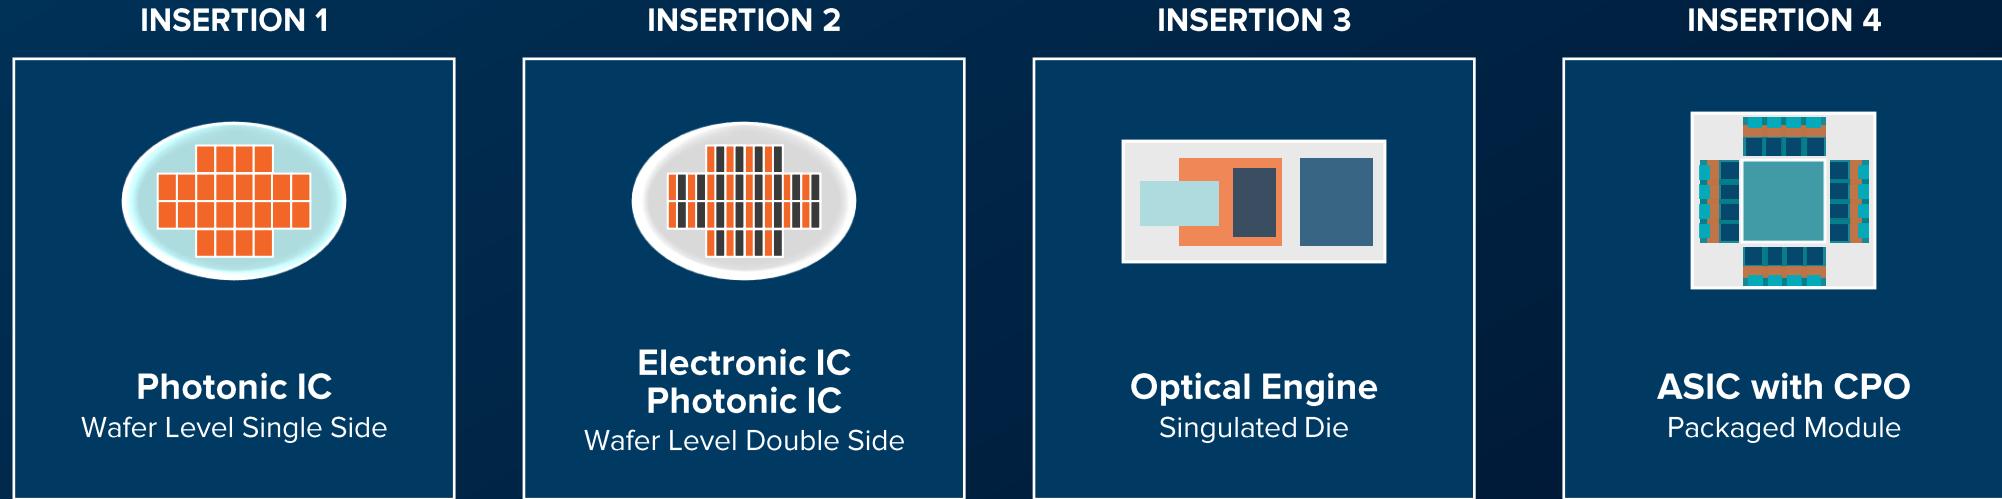 INSERTION 1
Photonic IC
Wafer Level Single Side
INSERTION 2
Electronic IC
Photonic IC
Wafer Level Double Side
INSERTION 3
Optical Engine
Singulated Die
INSERTION 4
ASIC with CPO
Packaged Module